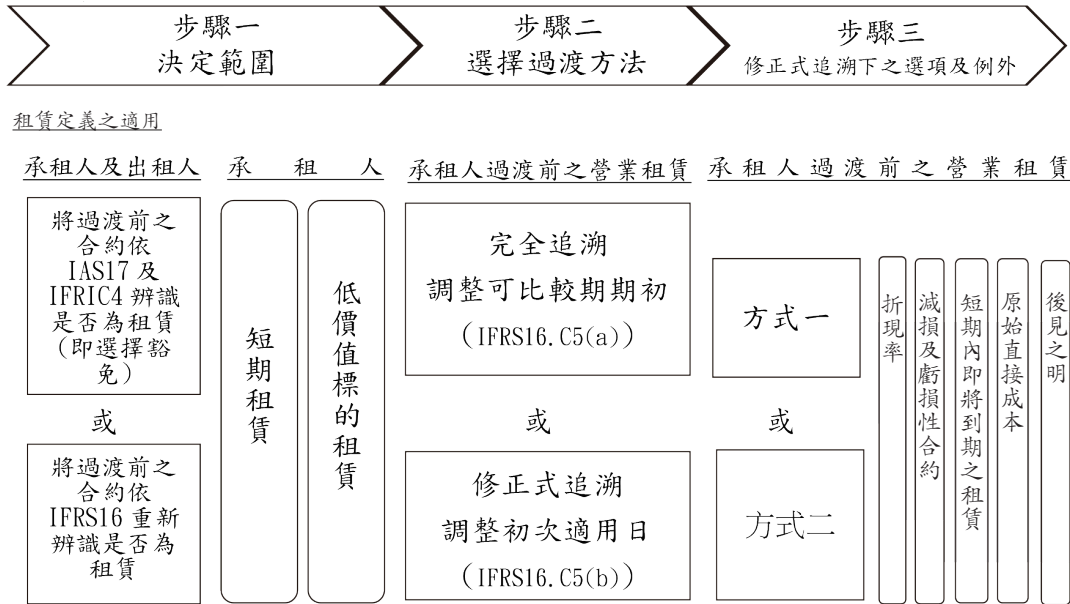 步驟一
決定範圍
步驟二
選擇過渡方法
步驟三
修正式追溯下之選項及例外
租賃定義之適用
承租人及出租人
將過渡前之
合約依
IAS17 及
IFRIC4 辨識
是否為租賃
（即選擇豁
免）
或
將過渡前之
合約依
IFRS16 重新
辨識是否為
租賃
承租人
短期租賃
低價值標的租賃
承租人過渡前之營業租賃
完全追溯
調整可比較期期初
（IFRS16.C5(a)）
或
修正式追溯
調整初次適用日
（IFRS16.C5(b)）
承租人過渡前之營業租賃
方式一
或
方式二
折現率
減損及虧損性合約
短期內即將到期之租賃
原始直接成本
後見之明